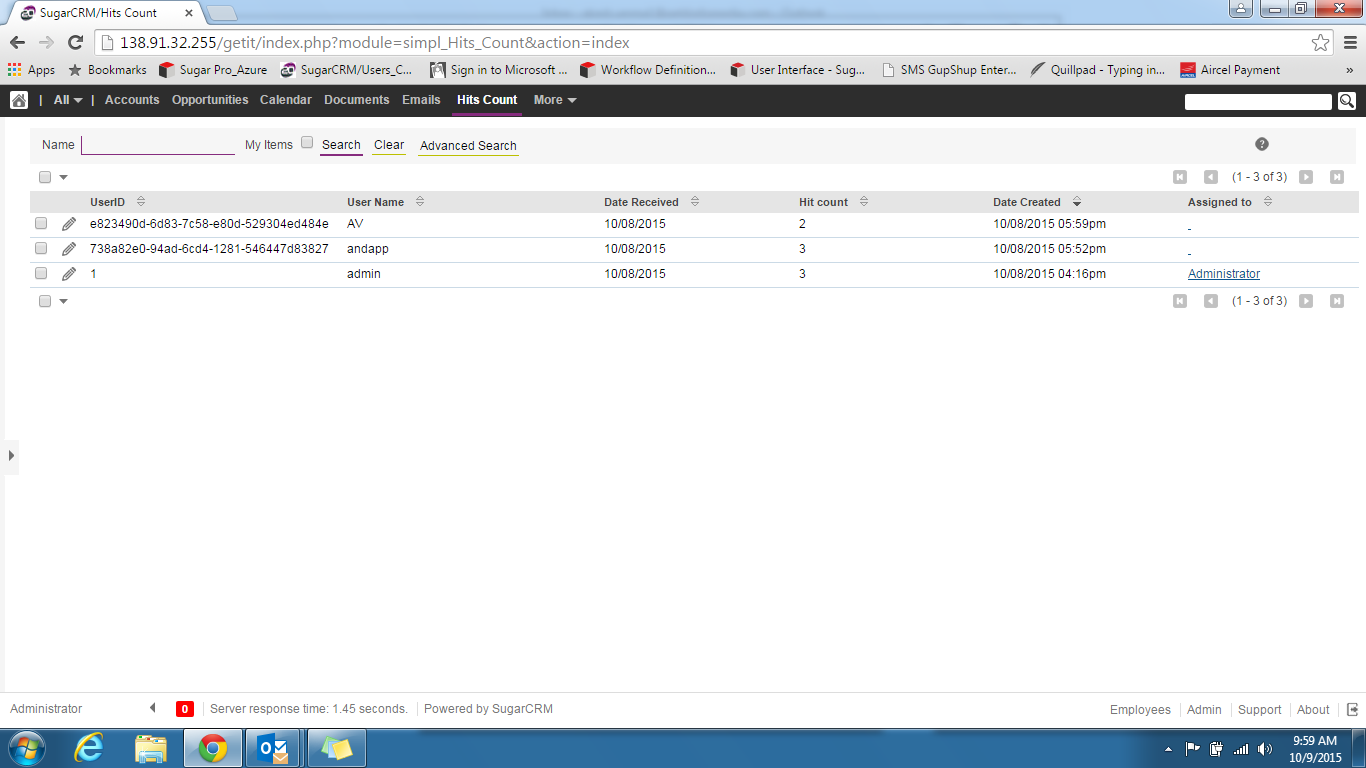 SugarCRM/Hits Count
138.91.32.255/getit/index.php?module=simpl_Hits_Count&action=index
Apps Bookmarks Sugar Pro_Azure SugarCRM/Users_C... Sign in to Microsoft ... Workflow Definition... User Interface - Sug... SMS GupShup Enter... Quillpad - Typing in... Aircel Payment »
| All | Accounts Opportunities Calendar Documents Emails Hits Count More
Name My Items Search Clear Advanced Search ?
(1 - 3 of 3)
UserID User Name Date Received Hit count Date Created Assigned to
e823490d-6d83-7c58-e80d-529304ed484e AV 10/08/2015 2 10/08/2015 05:59pm
738a82e0-94ad-6cd4-1281-546447d83827 andapp 10/08/2015 3 10/08/2015 05:52pm
1 admin 10/08/2015 3 10/08/2015 04:16pm Administrator
(1 - 3 of 3)
Administrator 0 Server response time: 1.45 seconds. Powered by SugarCRM Employees Admin Support About
9:59 AM
10/9/2015